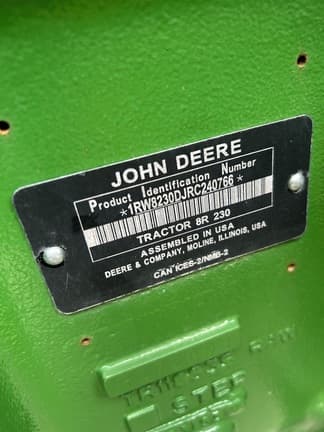 JOHN DEERE
Product Identification Number
*1RW8230DJRC240766*
TRACTOR 8R 230
ASSEMBLED IN USA
DEERE & COMPANY, MOLINE, ILLINOIS, USA
CAN ICES-2/NMB-2
STEP